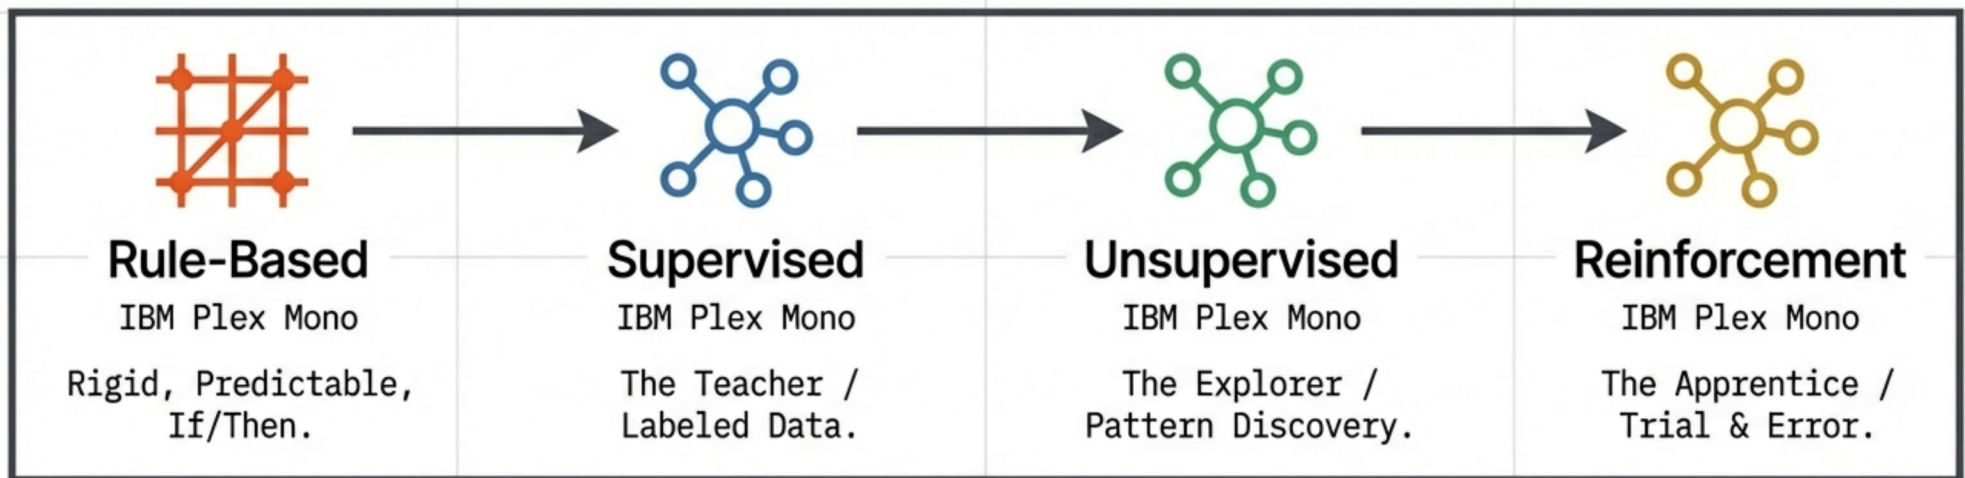 Rule-Based
IBM Plex Mono
Rigid, Predictable,
If/Then.
Supervised
IBM Plex Mono
The Teacher /
Labeled Data.
Unsupervised
IBM Plex Mono
The Explorer /
Pattern Discovery.
Reinforcement
IBM Plex Mono
The Apprentice /
Trial & Error.